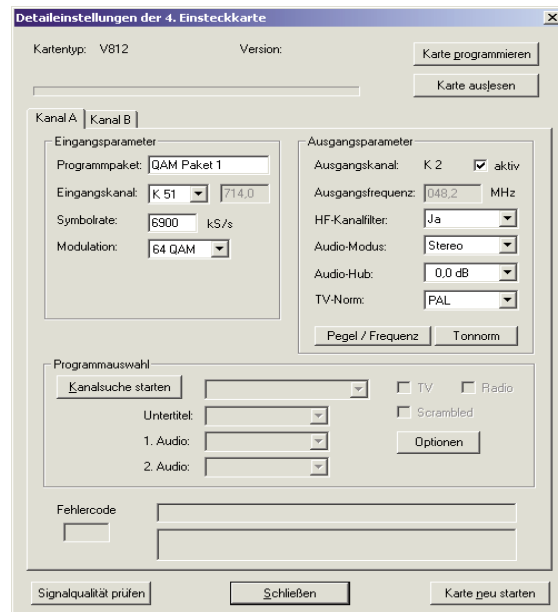 Detaileinstellungen der 4. Einsteckkarte
Kartentyp: V812 Version:
Karte programmieren
Karte auslesen
Kanal A Kanal B
Eingangsparameter
Programmpaket: QAM Paket 1
Eingangskanal: K 51 714,0
Symbolrate: 6900 kS/s
Modulation: 64 QAM
Ausgangsparameter
Ausgangskanal: K 2 aktiv
Ausgangsfrequenz: 048,2 MHz
HF-Kanalfilter: Ja
Audio-Modus: Stereo
Audio-Hub: 0,0 dB
TV-Norm: PAL
Pegel / Frequenz Tonnorm
Programmauswahl
Kanalsuche starten
TV Radio
Scrambled
Untertitel:
1. Audio:
2. Audio:
Optionen
Fehlercode
Signalqualität prüfen Schließen Karte neu starten